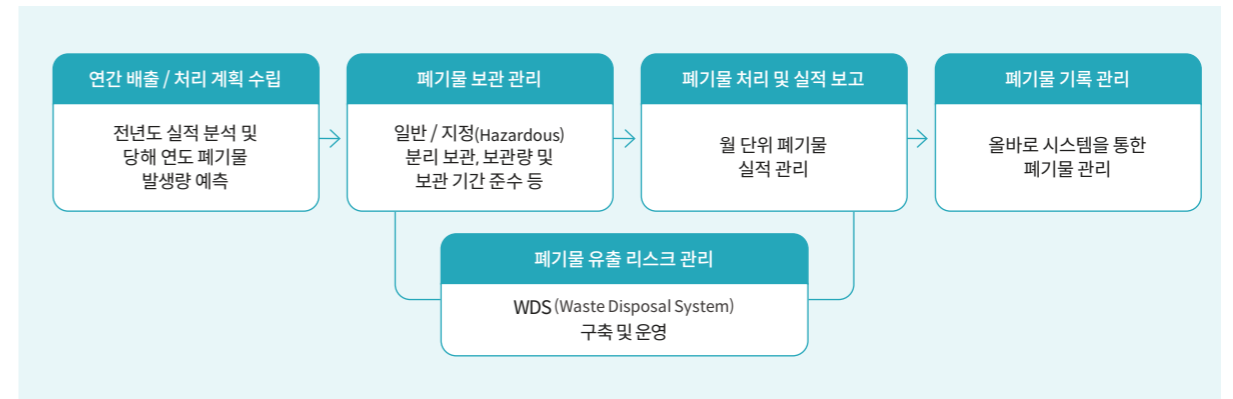 연간 배출 / 처리 계획 수립
전년도 실적 분석 및
당해 연도 폐기물
발생량 예측
폐기물 보관 관리
일반 / 지정(Hazardous)
분리 보관, 보관량 및
보관 기간 준수 등
폐기물 처리 및 실적 보고
월 단위 폐기물
실적 관리
폐기물 기록 관리
올바로 시스템을 통한
폐기물 관리
폐기물 유출 리스크 관리
WDS (Waste Disposal System)
구축 및 운영